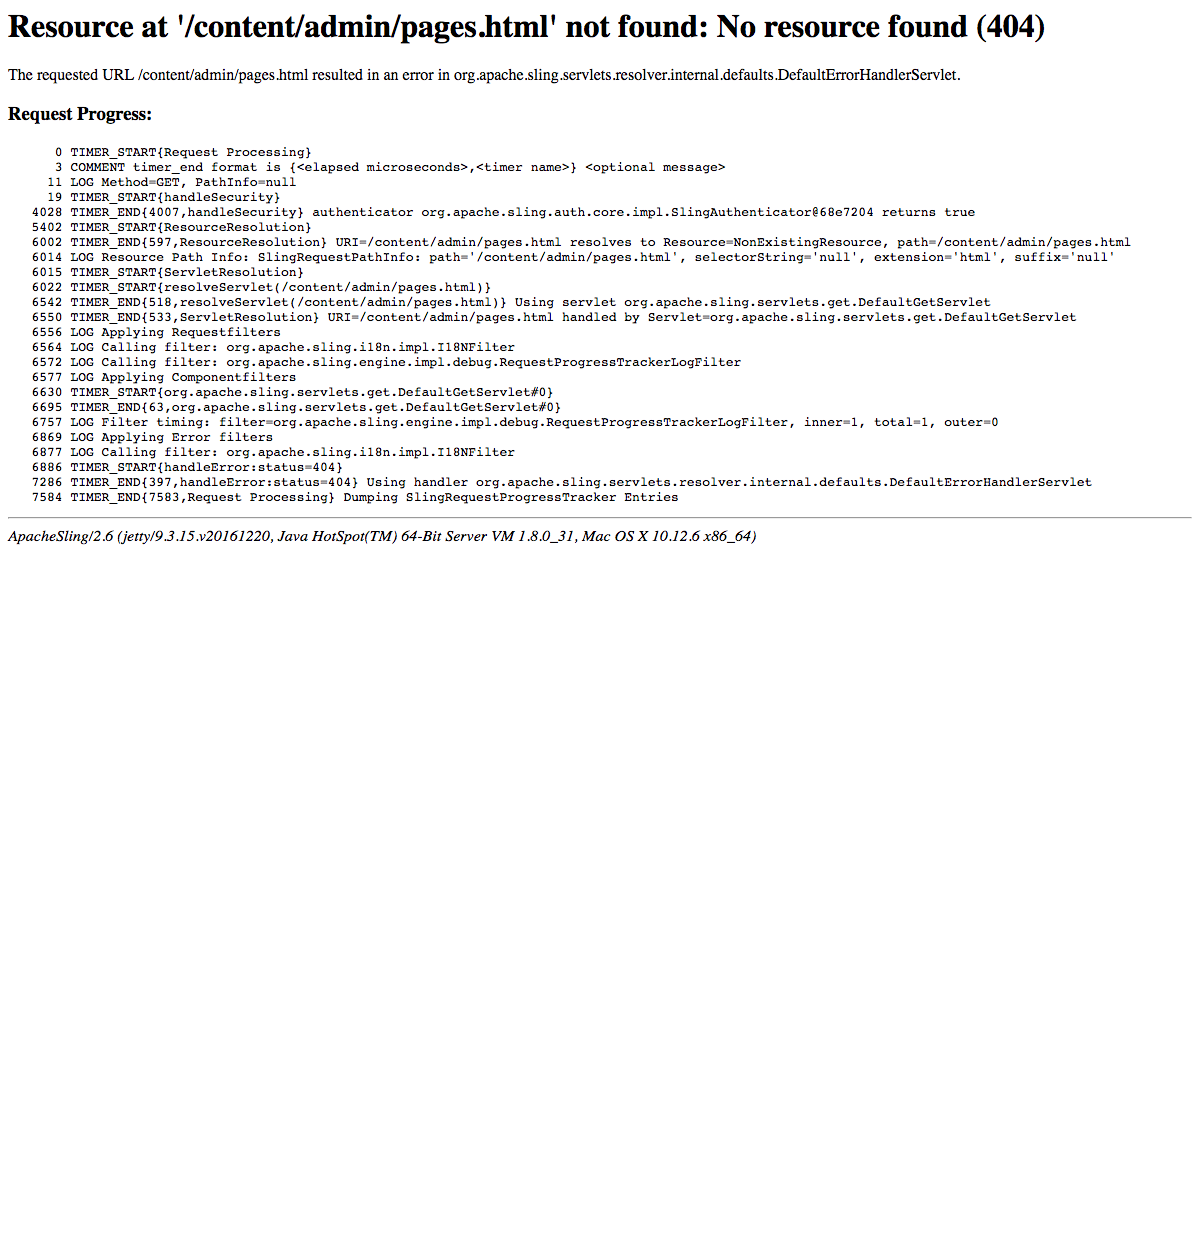 Resource at '/content/admin/pages.html' not found: No resource found (404)
The requested URL /content/admin/pages.html resulted in an error in org.apache.sling.servlets.resolver.internal.defaults.DefaultErrorHandlerServlet.
Request Progress:
0 TIMER_START{Request Processing}
3 COMMENT timer_end format is {<elapsed microseconds>,<timer name>} <optional message>
11 LOG Method=GET, PathInfo=null
19 TIMER_START{handleSecurity}
4028 TIMER_END{4007,handleSecurity} authenticator org.apache.sling.auth.core.impl.SlingAuthenticator@68e7204 returns true
5402 TIMER_START{ResourceResolution}
6002 TIMER_END{597,ResourceResolution} URI=/content/admin/pages.html resolves to Resource=NonExistingResource, path=/content/admin/pages.html
6014 LOG Resource Path Info: SlingRequestPathInfo: path='/content/admin/pages.html', selectorString='null', extension='html', suffix='null'
6015 TIMER_START{ServletResolution}
6022 TIMER_START{resolveServlet(/content/admin/pages.html)}
6542 TIMER_END{518,resolveServlet(/content/admin/pages.html)} Using servlet org.apache.sling.servlets.get.DefaultGetServlet
6550 TIMER_END{533,ServletResolution} URI=/content/admin/pages.html handled by Servlet=org.apache.sling.servlets.get.DefaultGetServlet
6556 LOG Applying Requestfilters
6564 LOG Calling filter: org.apache.sling.i18n.impl.I18NFilter
6572 LOG Calling filter: org.apache.sling.engine.impl.debug.RequestProgressTrackerLogFilter
6577 LOG Applying Componentfilters
6630 TIMER_START{org.apache.sling.servlets.get.DefaultGetServlet#0}
6695 TIMER_END{63,org.apache.sling.servlets.get.DefaultGetServlet#0}
6757 LOG Filter timing: filter=org.apache.sling.engine.impl.debug.RequestProgressTrackerLogFilter, inner=1, total=1, outer=0
6869 LOG Applying Error filters
6877 LOG Calling filter: org.apache.sling.i18n.impl.I18NFilter
6886 TIMER_START{handleError:status=404}
7286 TIMER_END{397,handleError:status=404} Using handler org.apache.sling.servlets.resolver.internal.defaults.DefaultErrorHandlerServlet
7584 TIMER_END{7583,Request Processing} Dumping SlingRequestProgressTracker Entries
ApacheSling/2.6 (jetty/9.3.15.v20161220, Java HotSpot(TM) 64-Bit Server VM 1.8.0_31, Mac OS X 10.12.6 x86_64)